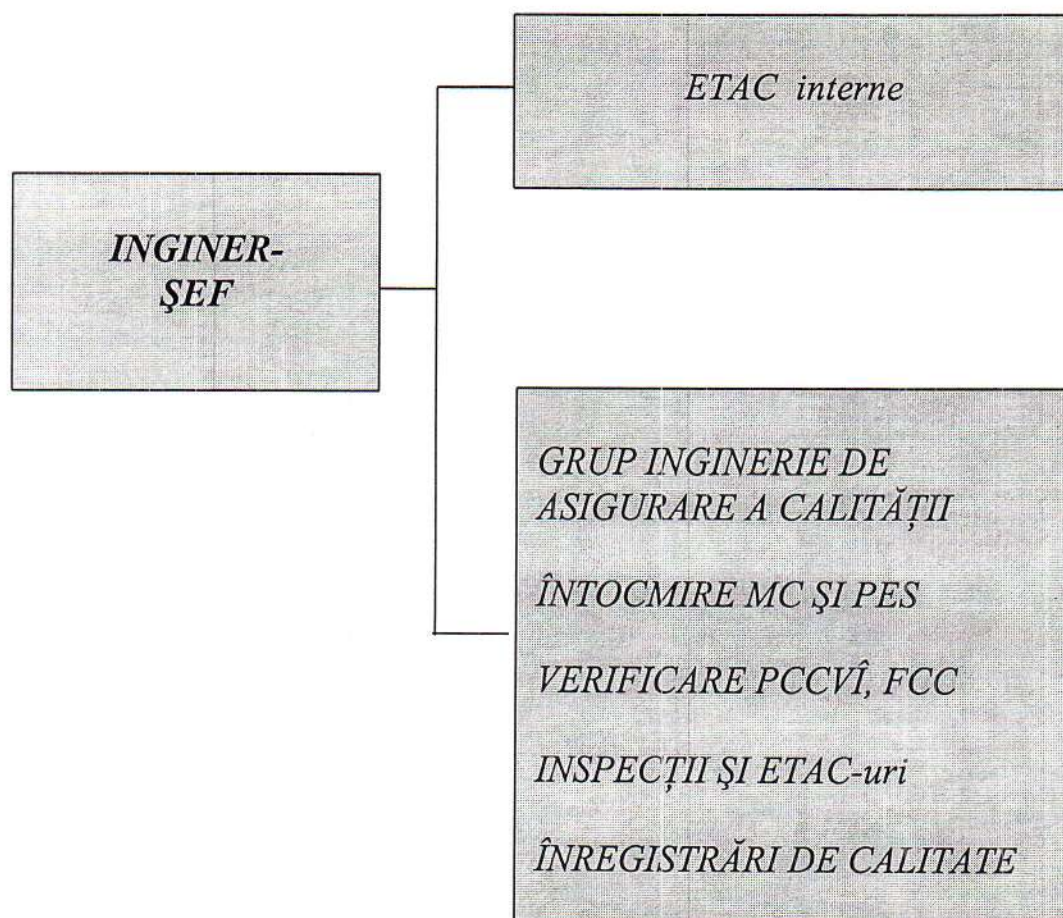 ETAC interne
INGINER-
ŞEF
GRUP INGINERIE DE
ASIGURARE A CALITĂȚII
ÎNTOCMIRE MC ŞI PES
VERIFICARE PCCVÎ, FCC
INSPECȚII ŞI ETAC-uri
ÎNREGISTRĂRI DE CALITATE